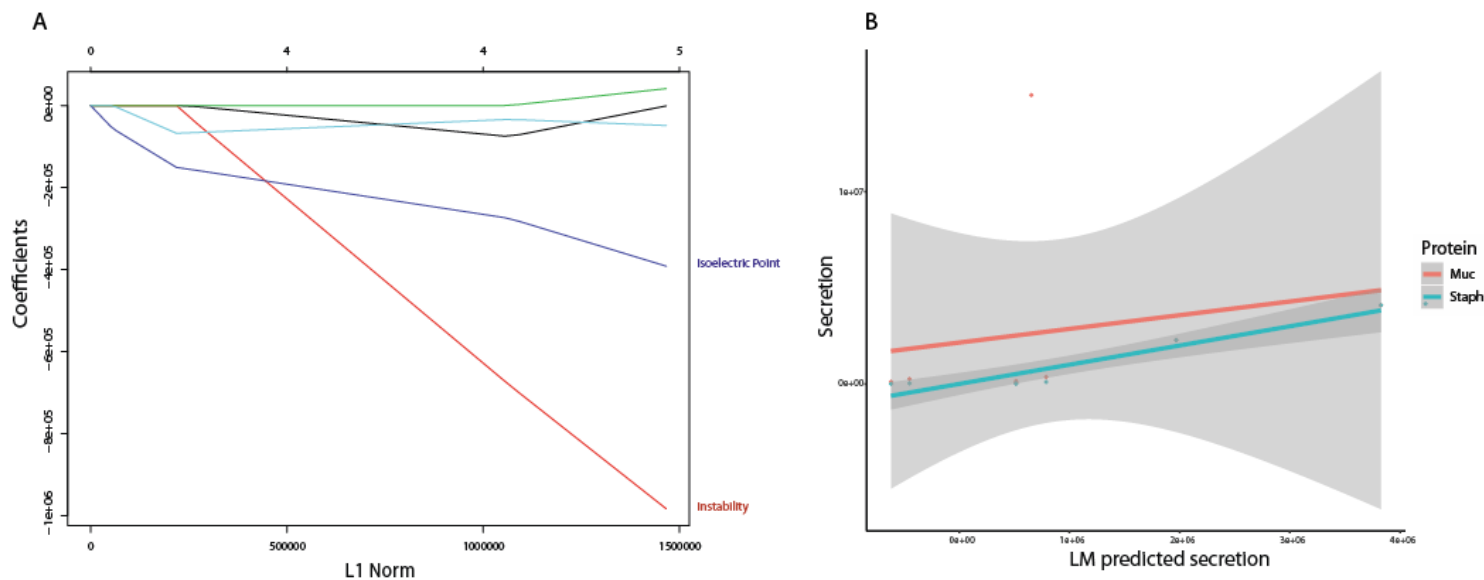 A
0
4
4
5
0e+00
-2e+05
-4e+05
-6e+05
-8e+05
-1e+06
Coefficients
Isoelectric Point
Instability
0
500000
1000000
1500000
L1 Norm
B
1e+07
0e+00
Secretion
0e+00
1e+06
2e+06
3e+06
4e+06
LM predicted secretion
Protein
Muc
Staph